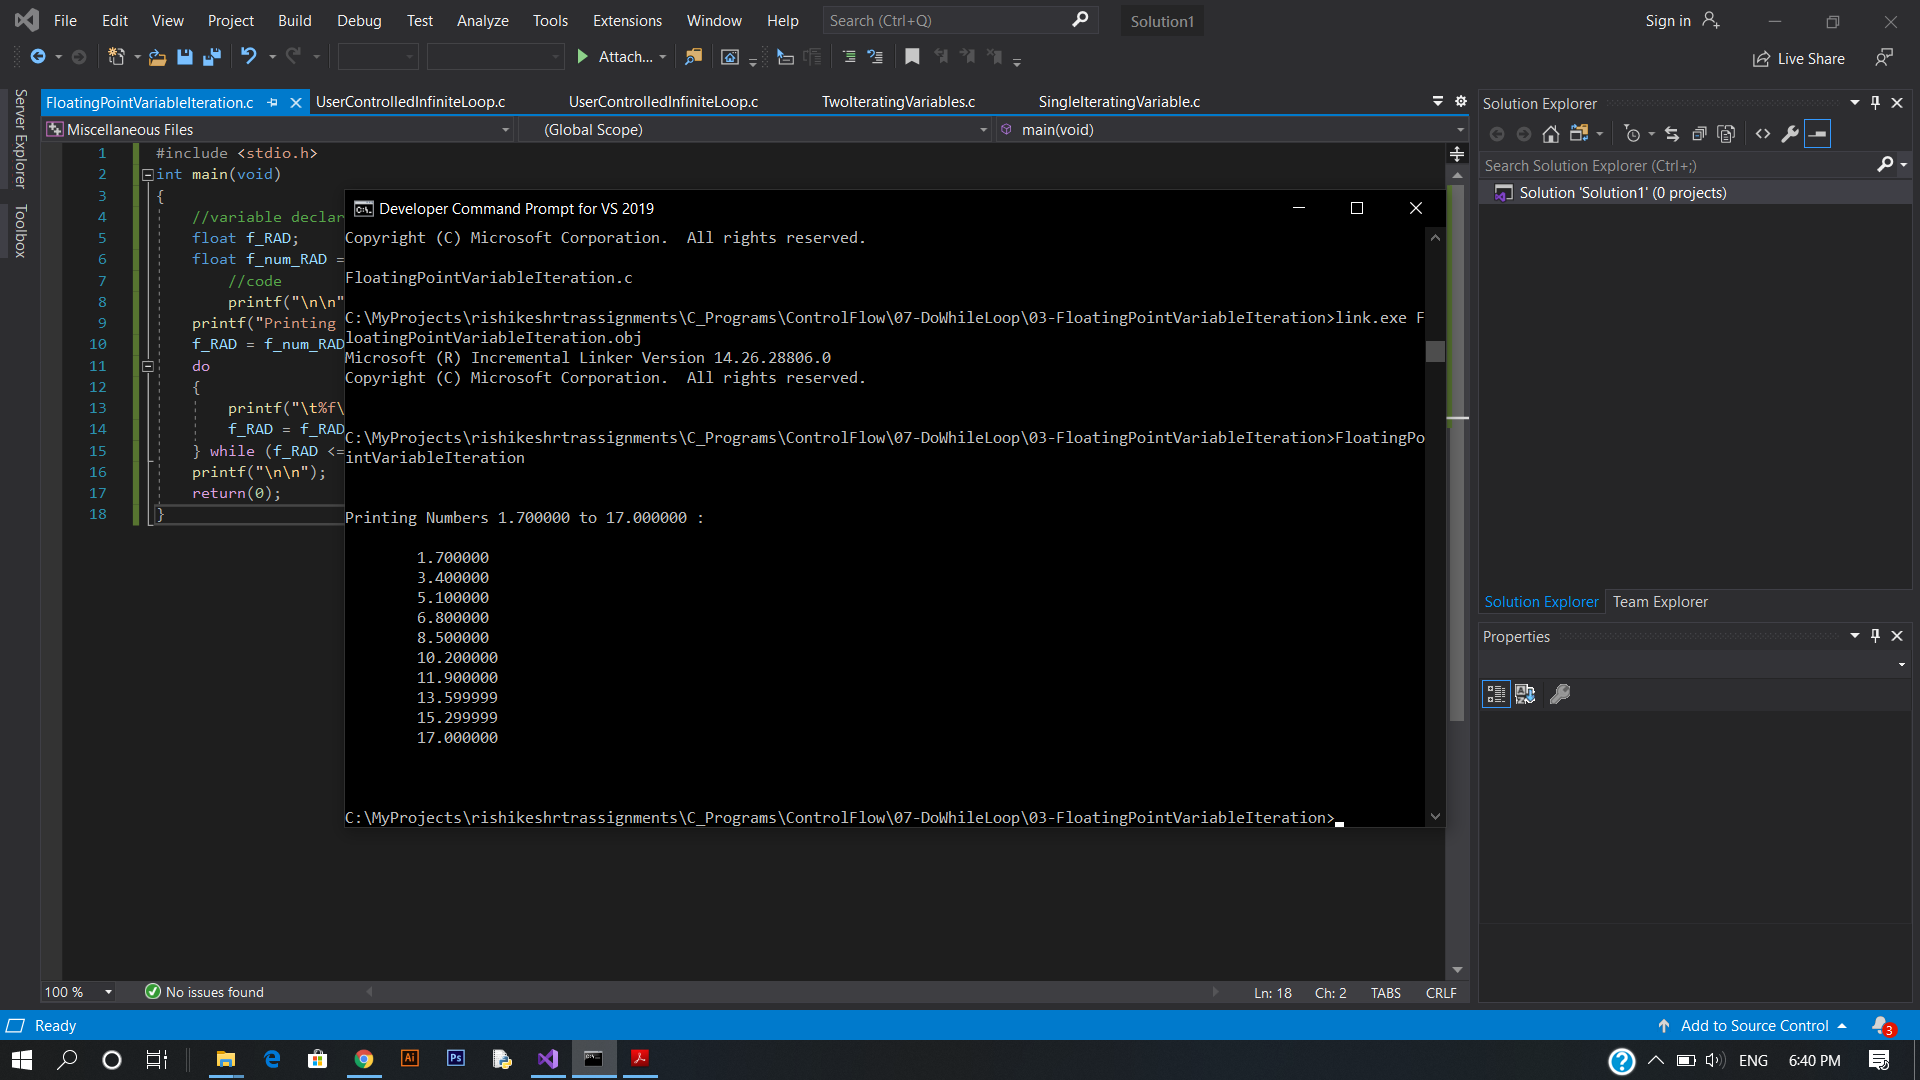 File Edit View Project Build Debug Test Analyze Tools Extensions Window Help Search (Ctrl+Q) Solution1 Sign in
Attach... Live Share
Server Explorer
Toolbox
FloatingPointVariableIteration.c UserControlledInfiniteLoop.c UserControlledInfiniteLoop.c TwoIteratingVariables.c SingleIteratingVariable.c
Miscellaneous Files (Global Scope) main(void)
1 #include <stdio.h>
2 int main(void)
3 {
4 //variable declar
5 float f_RAD;
6 float f_num_RAD =
7 //code
8 printf("\n\n"
9 printf("Printing
10 f_RAD = f_num_RAD
11 do
12 {
13 printf("\t%f\
14 f_RAD = f_RAD
15 } while (f_RAD <=
16 printf("\n\n");
17 return(0);
18 }
Developer Command Prompt for VS 2019
Copyright (C) Microsoft Corporation.  All rights reserved.
FloatingPointVariableIteration.c
C:\MyProjects\rishikeshrtrassignments\C_Programs\ControlFlow\07-DoWhileLoop\03-FloatingPointVariableIteration>link.exe F
loatingPointVariableIteration.obj
Microsoft (R) Incremental Linker Version 14.26.28806.0
Copyright (C) Microsoft Corporation.  All rights reserved.
C:\MyProjects\rishikeshrtrassignments\C_Programs\ControlFlow\07-DoWhileLoop\03-FloatingPointVariableIteration>FloatingPo
intVariableIteration
Printing Numbers 1.700000 to 17.000000 :
1.700000
3.400000
5.100000
6.800000
8.500000
10.200000
11.900000
13.599999
15.299999
17.000000
C:\MyProjects\rishikeshrtrassignments\C_Programs\ControlFlow\07-DoWhileLoop\03-FloatingPointVariableIteration>
Solution Explorer
Search Solution Explorer (Ctrl+;)
Solution 'Solution1' (0 projects)
Solution Explorer Team Explorer
Properties
100 % No issues found Ln: 18 Ch: 2 TABS CRLF
Ready Add to Source Control 3
Ai Ps ENG 6:40 PM